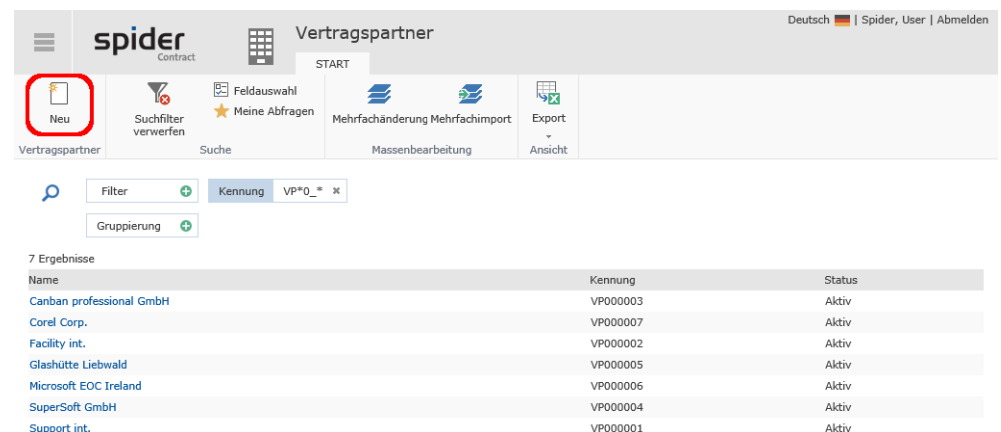 Deutsch | Spider, User | Abmelden
spider
Contract
Vertragspartner
START
Neu
Suchfilter
verwerfen
Feldauswahl
Meine Abfragen
Mehrfachänderung Mehrfachimport
Export
Vertragspartner Suche Massenbearbeitung Ansicht
Filter Kennung VP*0_*
Gruppierung
7 Ergebnisse
Name Kennung Status
Canban professional GmbH VP000003 Aktiv
Corel Corp. VP000007 Aktiv
Facility int. VP000002 Aktiv
Glashütte Liebwald VP000005 Aktiv
Microsoft EOC Ireland VP000006 Aktiv
SuperSoft GmbH VP000004 Aktiv
Support int. VP000001 Aktiv